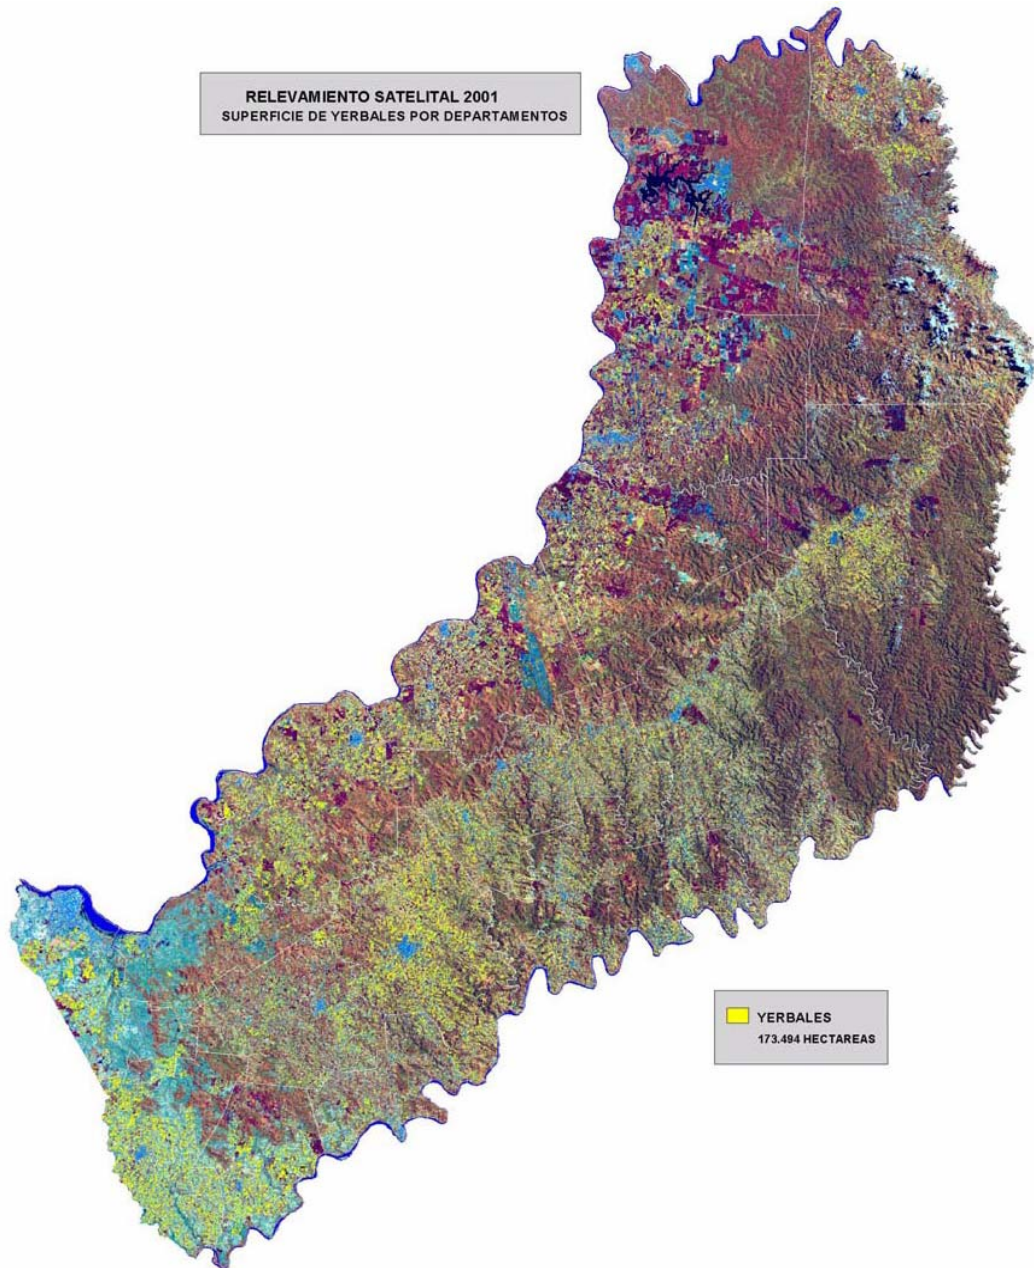 RELEVAMIENTO SATELITAL 2001
SUPERFICIE DE YERBALES POR DEPARTAMENTOS
YERBALES
173.494 HECTAREAS